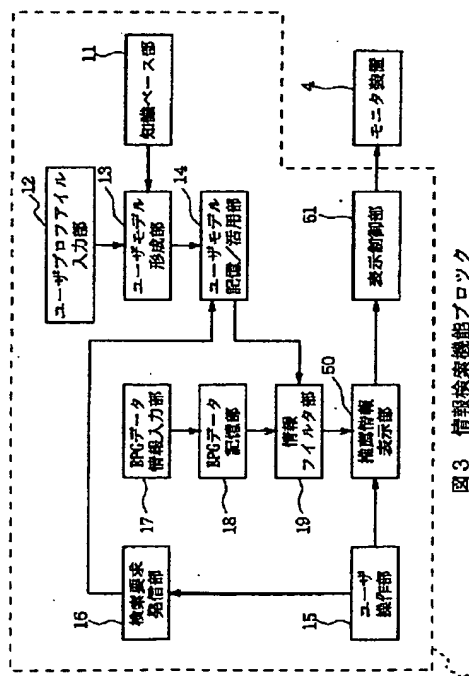 12
ユーザプロファイル
入力部
13
ユーザモデル
形成部
11
知識ベース部
14
ユーザモデル
記憶/活用部
17
EPGデータ
情報入力部
18
EPGデータ
記憶部
19
情報
フィルタ部
16
検索要求
発信部
15
ユーザ
操作部
50
推薦情報
表示部
51
表示制御部
4
モニタ装置
図3 情報検索機能ブロック